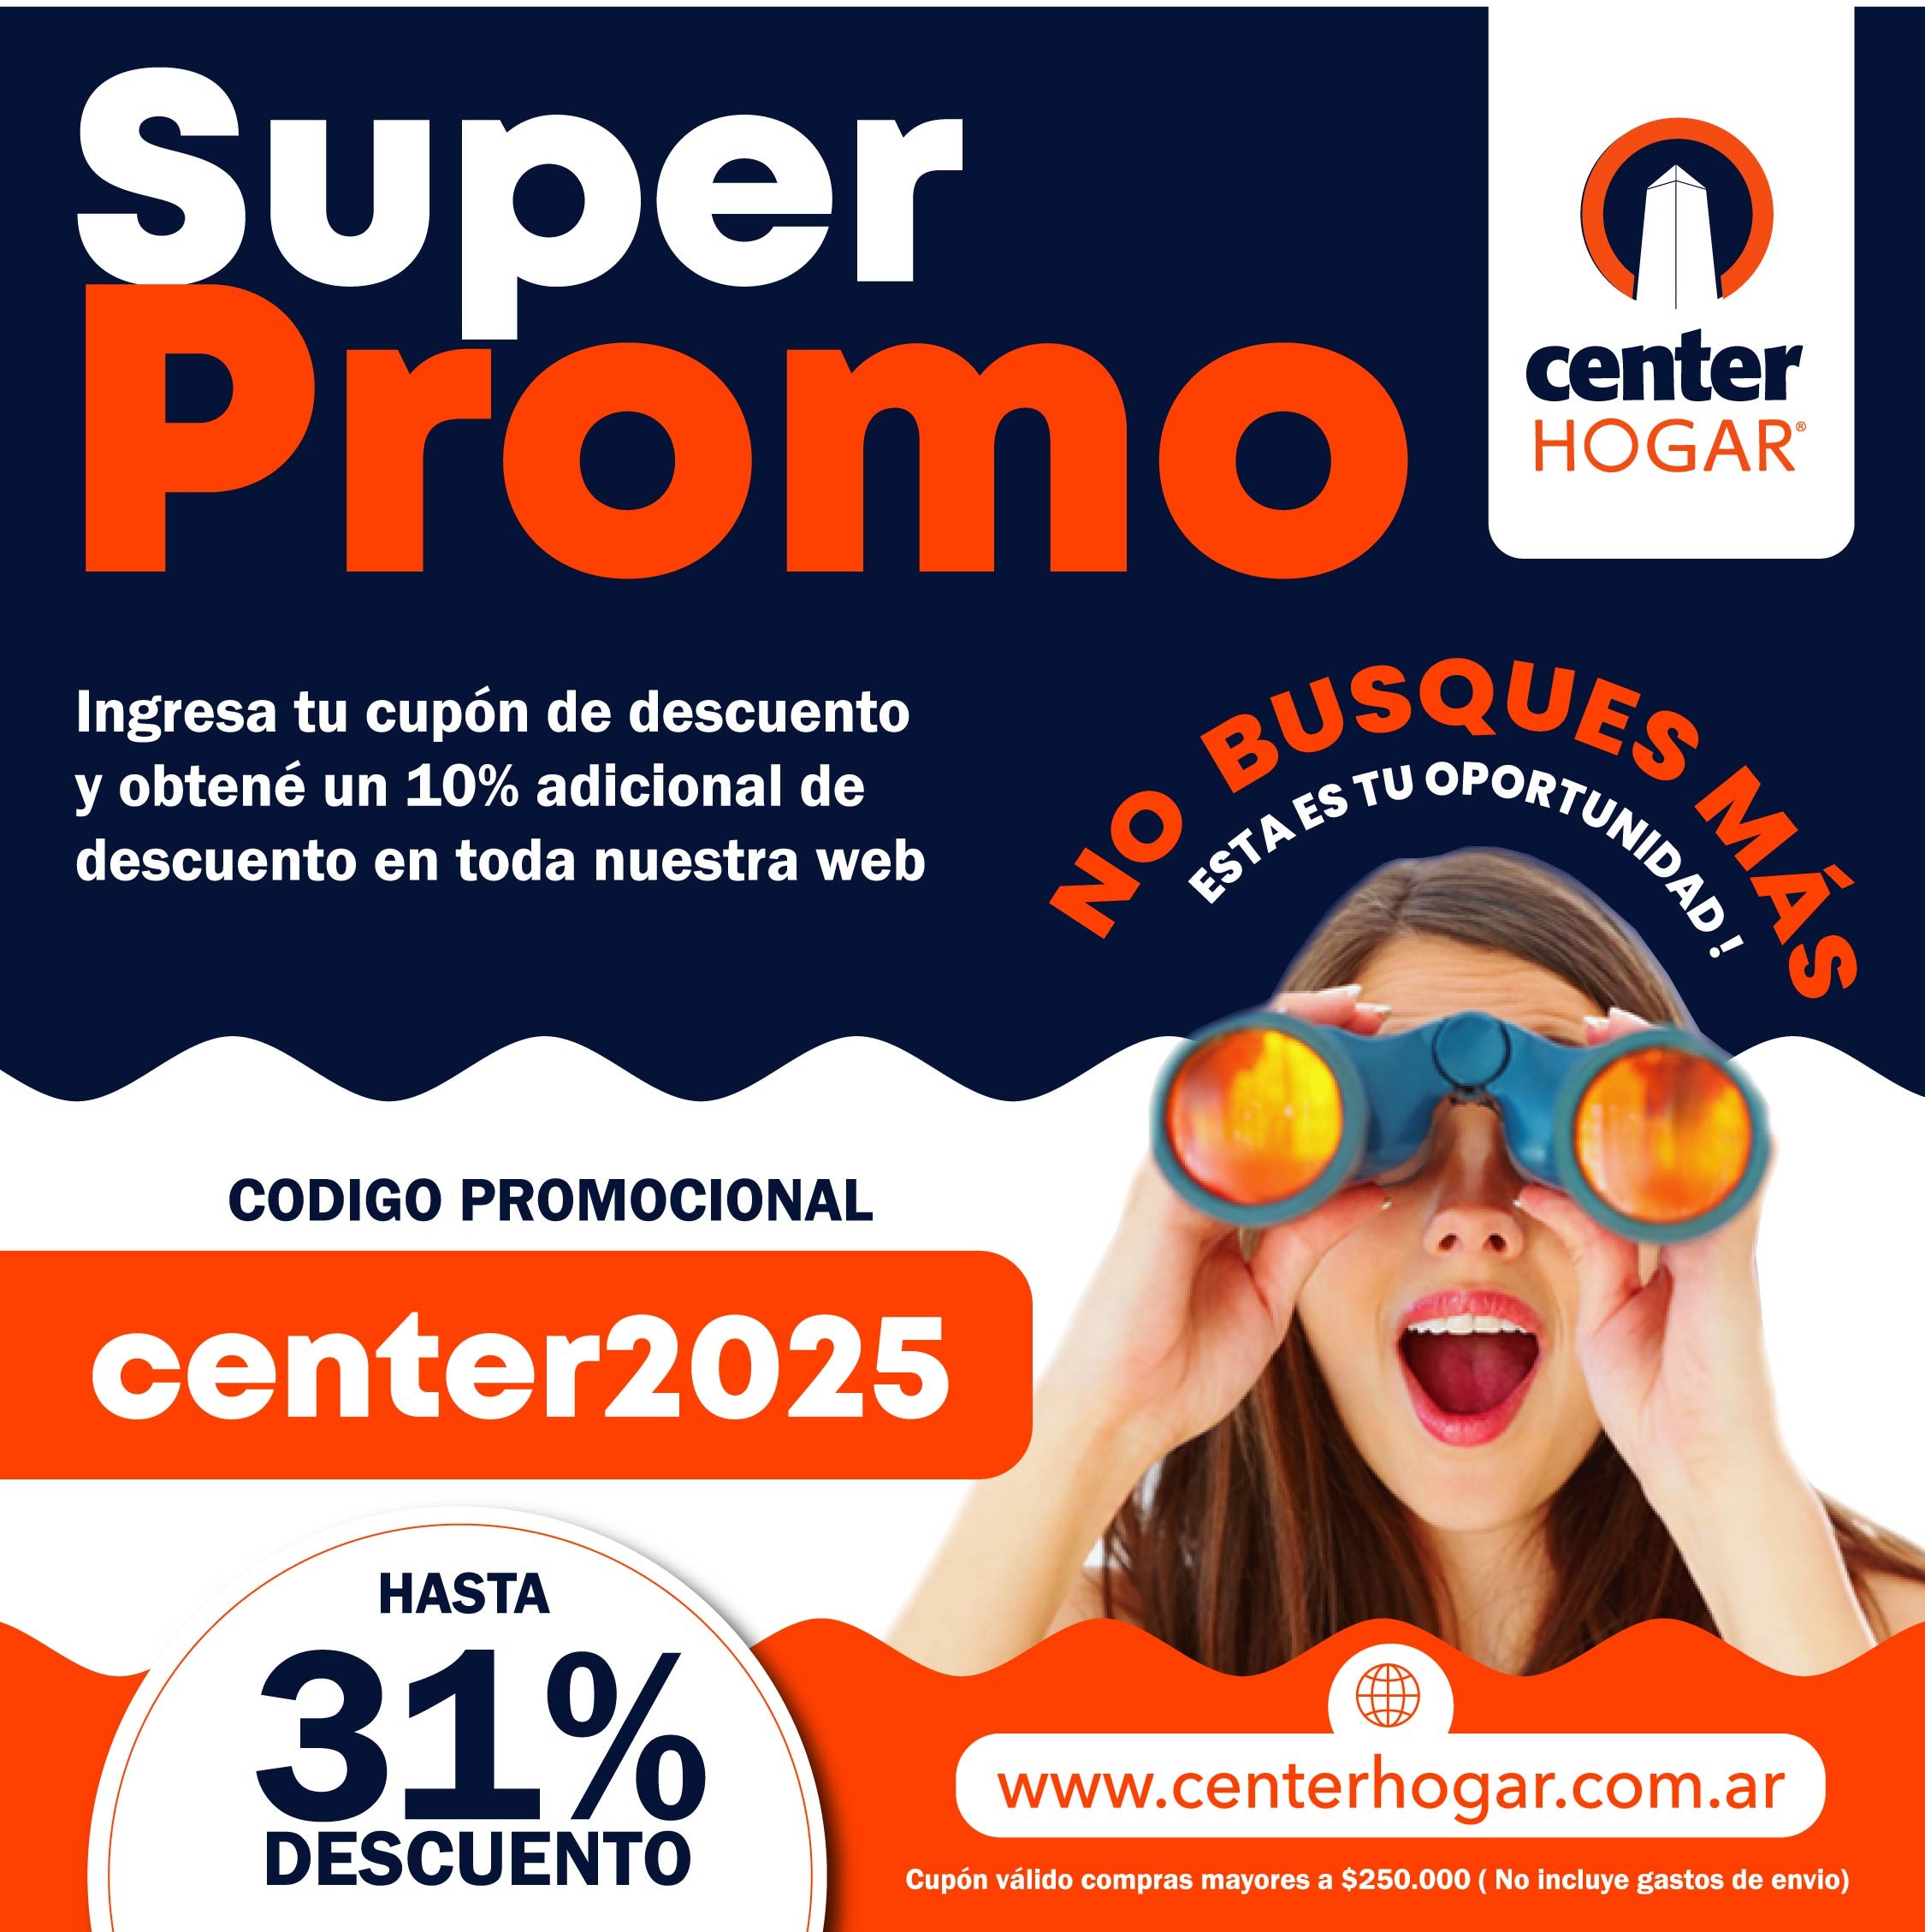 Super
Promo
center
HOGAR®
Ingresa tu cupón de descuento
y obtené un 10% adicional de
descuento en toda nuestra web
NO BUSQUES MÁS
ESTA ES TU OPORTUNIDAD!
CODIGO PROMOCIONAL
center2025
HASTA
31%
DESCUENTO
www.centerhogar.com.ar
Cupón válido compras mayores a $250.000 ( No incluye gastos de envio)